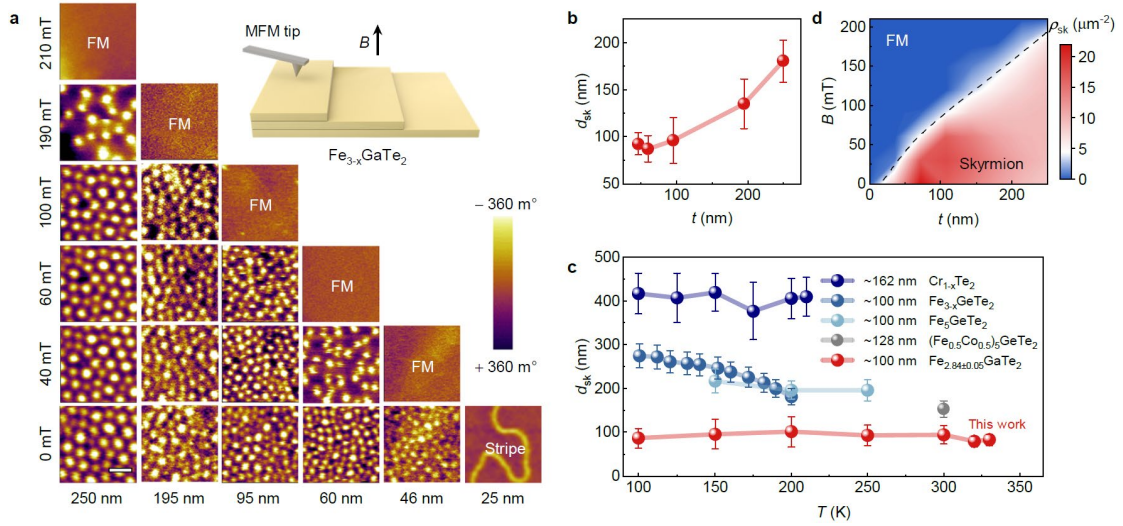 a
210 mT
FM
MFM tip
B
Fe3-xGaTe2
190 mT
FM
100 mT
FM
− 360 m°
+ 360 m°
60 mT
FM
40 mT
FM
0 mT
Stripe
250 nm 195 nm 95 nm 60 nm 46 nm 25 nm
b
200
150
100
50
dsk (nm)
100 200
t (nm)
d
ρsk (μm-2)
FM
Skyrmion
200
150
100
50
0
B (mT)
0 100 200
t (nm)
20
15
10
5
0
c
500
400
300
200
100
0
dsk (nm)
~162 nm Cr1-xTe2
~100 nm Fe3-xGeTe2
~100 nm Fe5GeTe2
~128 nm (Fe0.5Co0.5)5GeTe2
~100 nm Fe2.84±0.05GaTe2
This work
100 150 200 250 300 350
T (K)